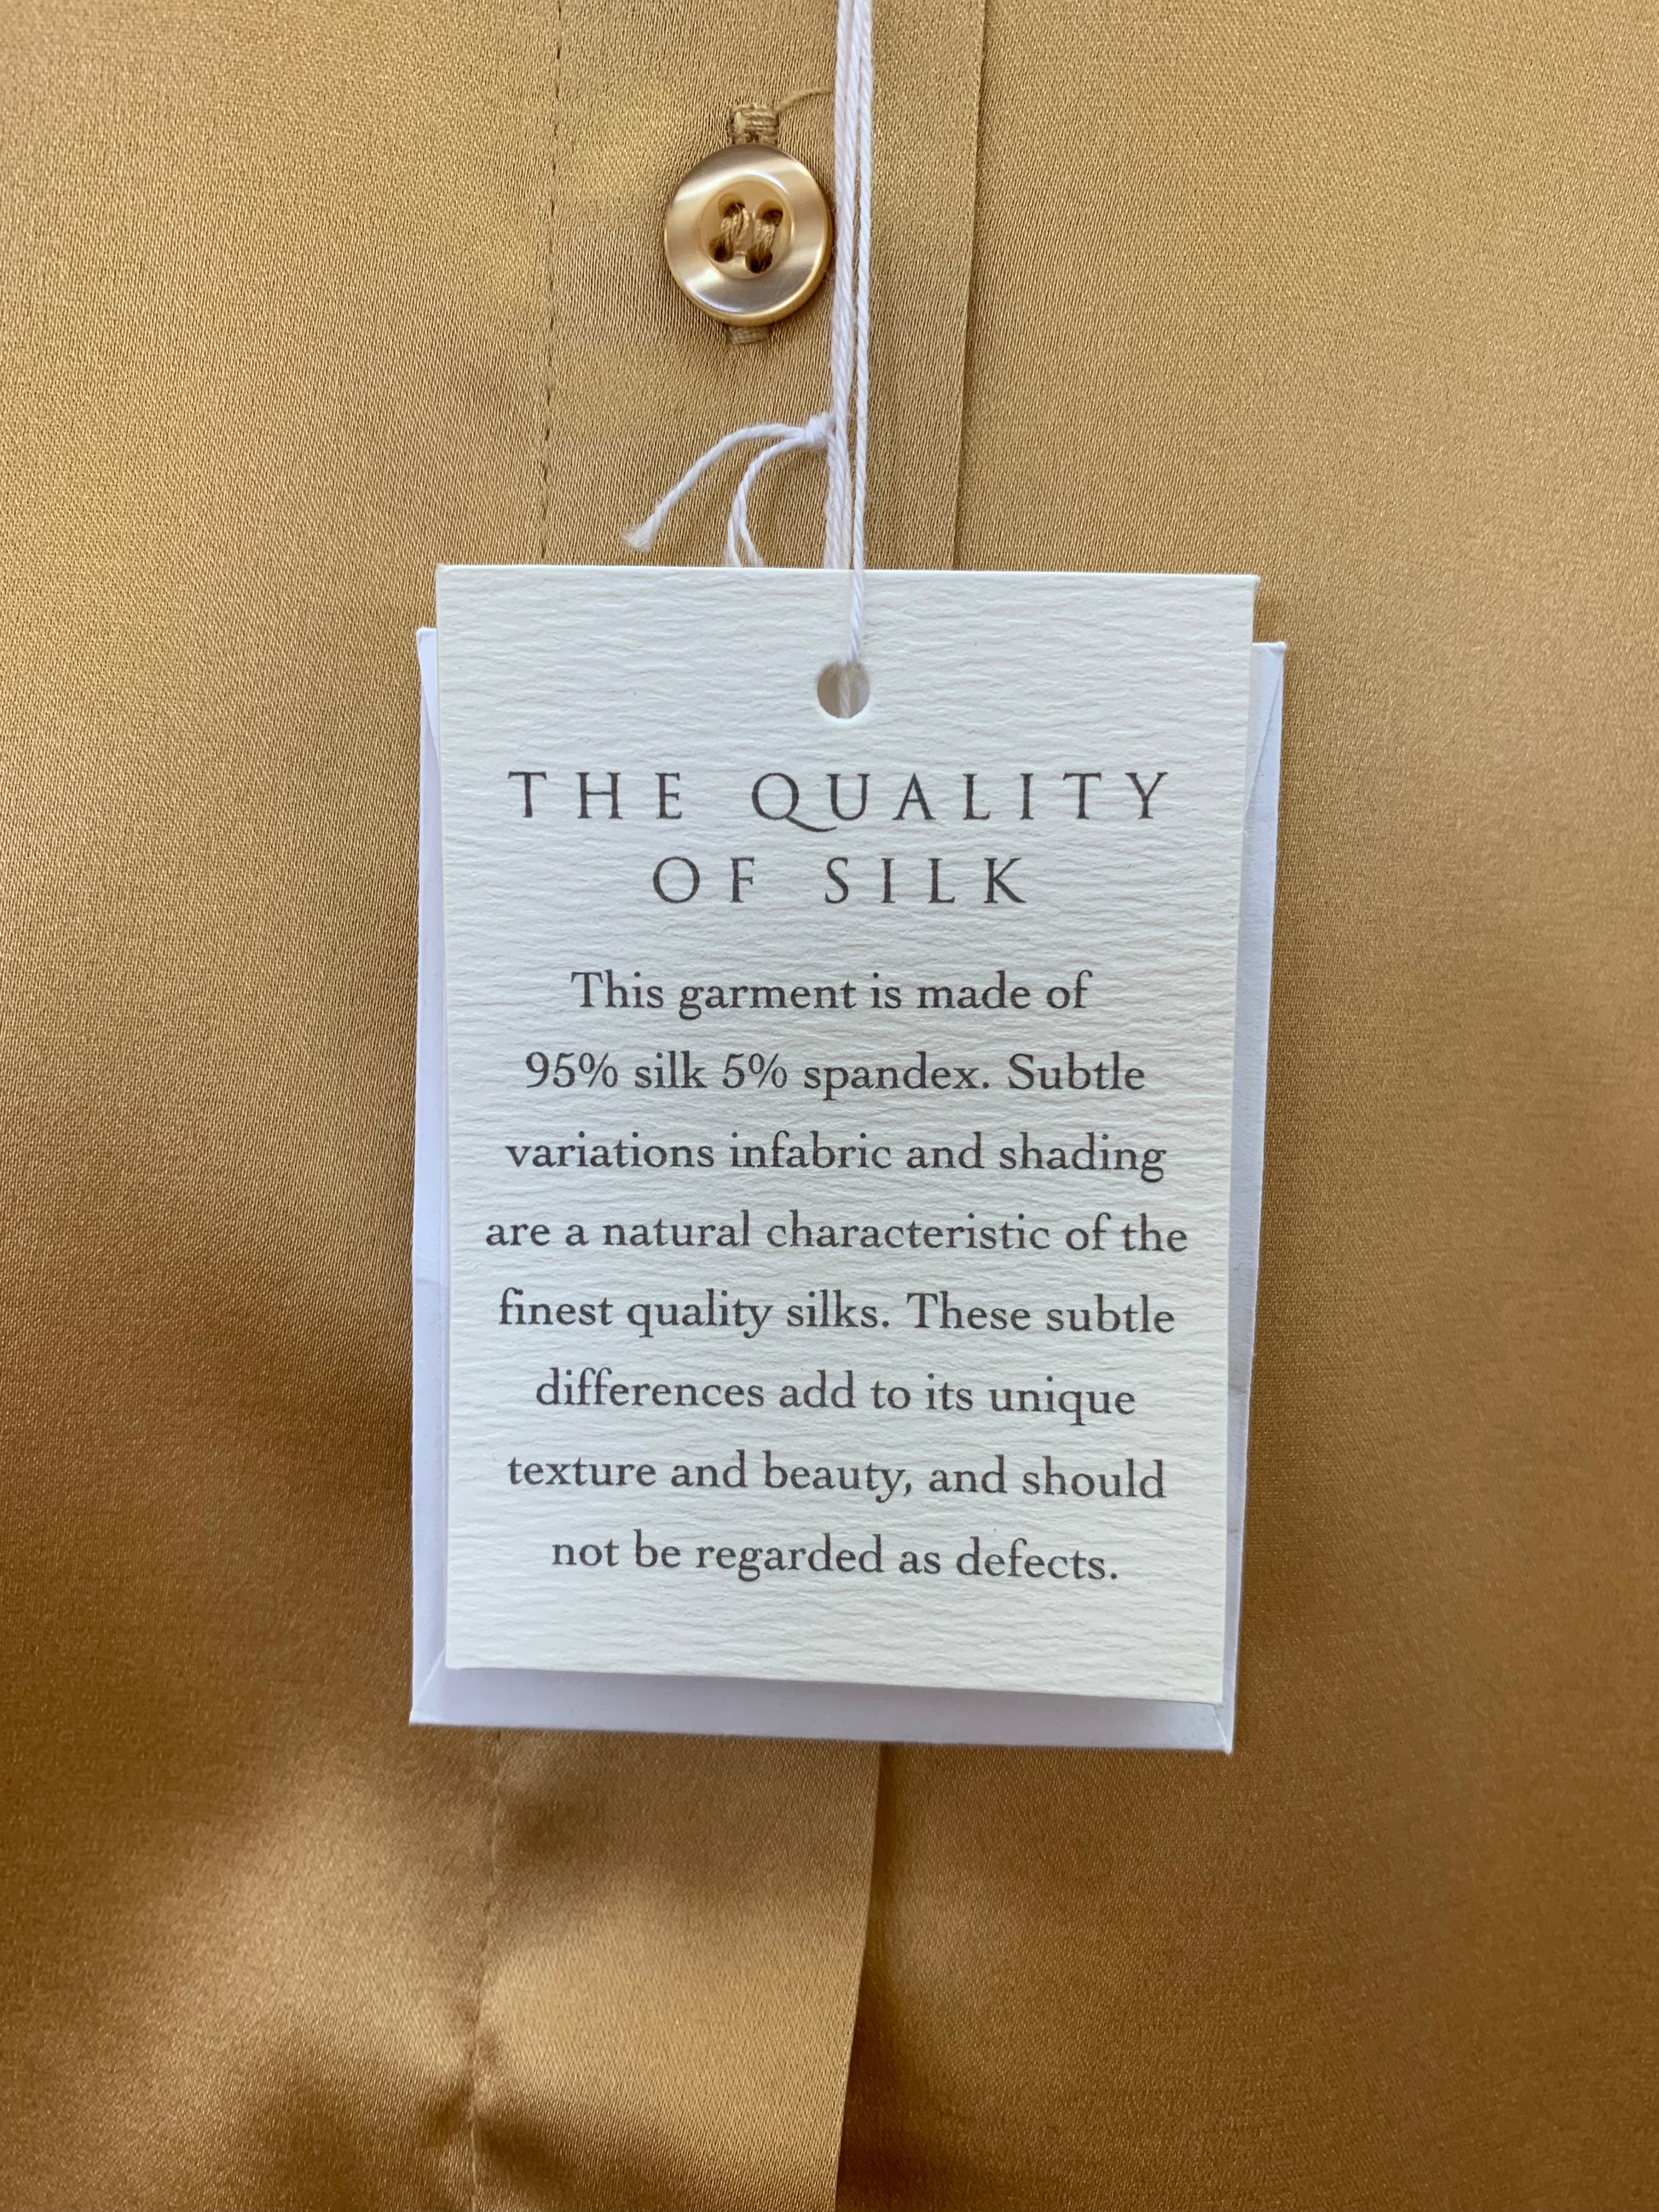 THE QUALITY
OF SILK
This garment is made of
95% silk 5% spandex. Subtle
variations infabric and shading
are a natural characteristic of the
finest quality silks. These subtle
differences add to its unique
texture and beauty, and should
not be regarded as defects.